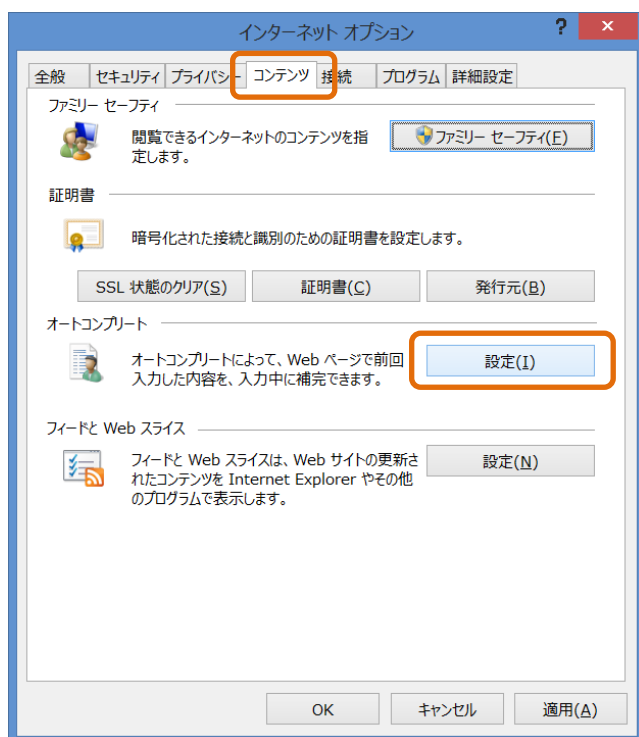 インターネット オプション
?
×
全般
セキュリティ
プライバシー
コンテンツ
接続
プログラム
詳細設定
ファミリー セーフティ
閲覧できるインターネットのコンテンツを指
定します。
ファミリー セーフティ(F)
証明書
暗号化された接続と識別のための証明書を設定します。
SSL 状態のクリア(S)
証明書(C)
発行元(B)
オートコンプリート
オートコンプリートによって、Web ページで前回
入力した内容を、入力中に補完できます。
設定(I)
フィードと Web スライス
フィードと Web スライスは、Web サイトの更新さ
れたコンテンツを Internet Explorer やその他
のプログラムで表示します。
設定(N)
OK
キャンセル
適用(A)